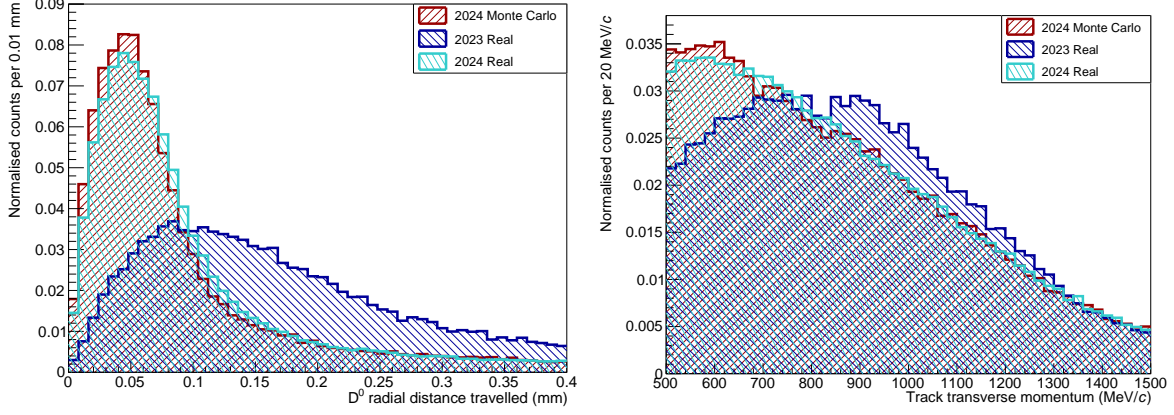 Normalised counts per 0.01 mm
0.09
0.08
0.07
0.06
0.05
0.04
0.03
0.02
0.01
0
2024 Monte Carlo
2023 Real
2024 Real
0 0.05 0.1 0.15 0.2 0.25 0.3 0.35 0.4
D⁰ radial distance travelled (mm)
Normalised counts per 20 MeV/c
0.035
0.03
0.025
0.02
0.015
0.01
0.005
0
2024 Monte Carlo
2023 Real
2024 Real
500 600 700 800 900 1000 1100 1200 1300 1400 1500
Track transverse momentum (MeV/c)